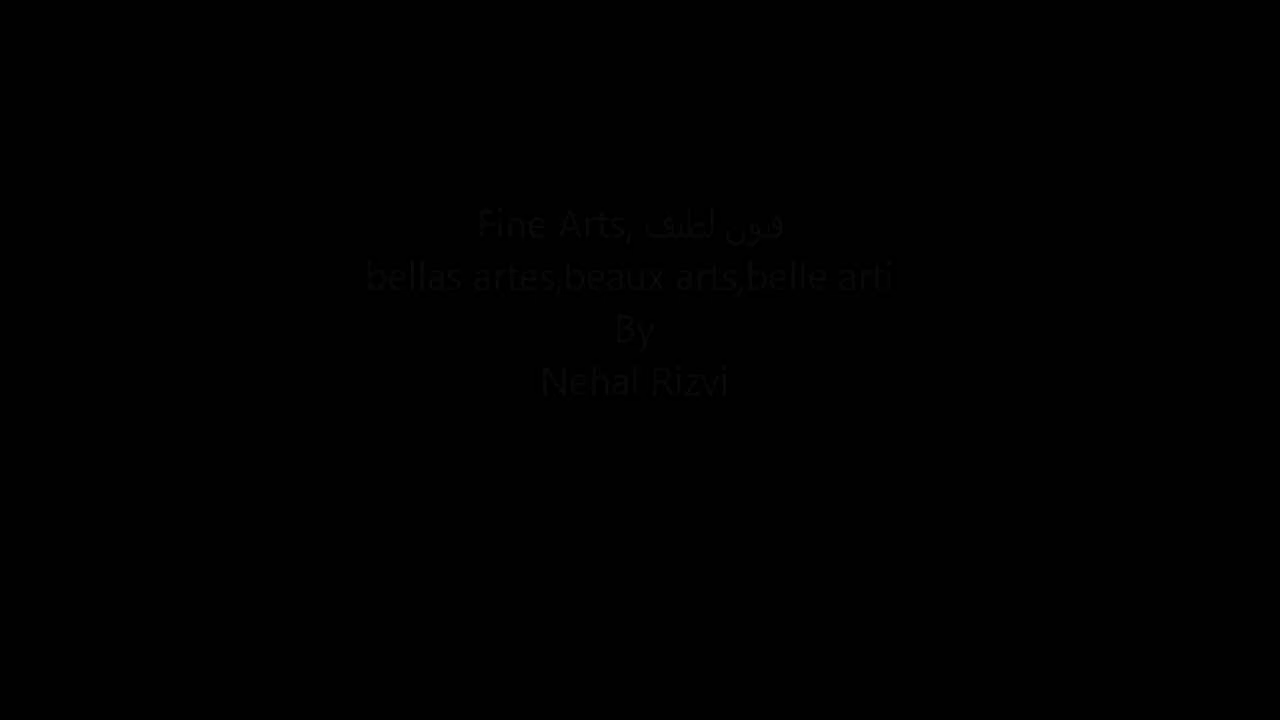 Fine Arts, فنون لطیف
bellas artes,beaux arts,belle arti
By
Nehal Rizvi